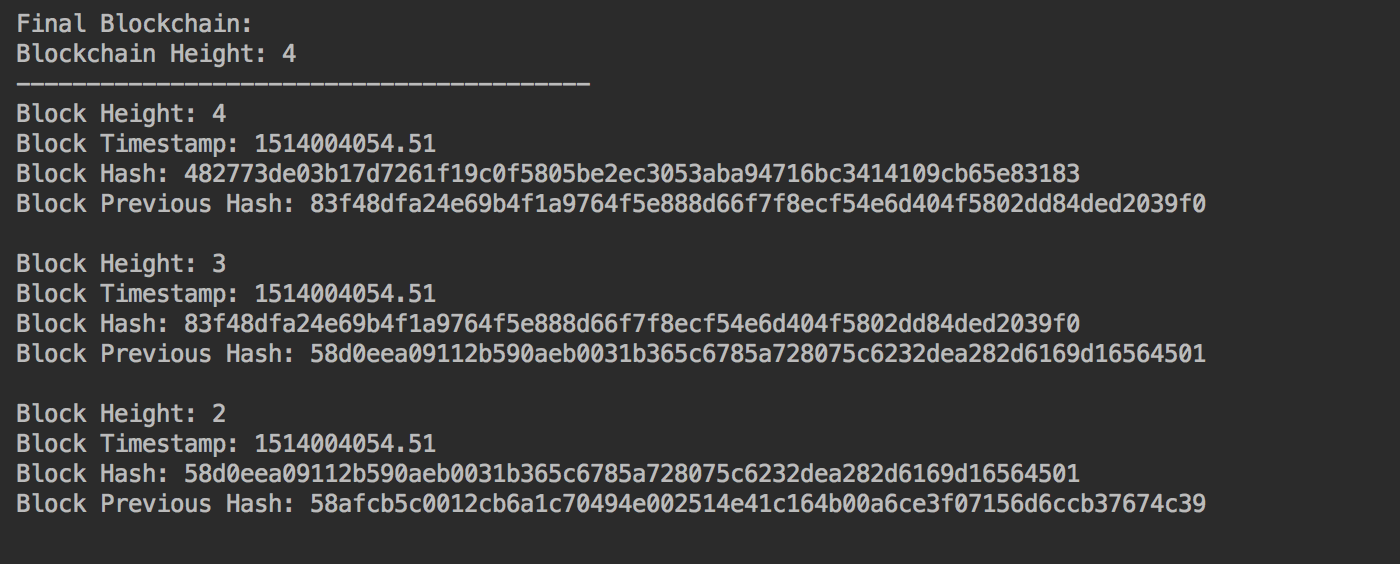 Final Blockchain:
Blockchain Height: 4
-----------------------------------------
Block Height: 4
Block Timestamp: 1514004054.51
Block Hash: 482773de03b17d7261f19c0f5805be2ec3053aba94716bc3414109cb65e83183
Block Previous Hash: 83f48dfa24e69b4f1a9764f5e888d66f7f8ecf54e6d404f5802dd84ded2039f0
Block Height: 3
Block Timestamp: 1514004054.51
Block Hash: 83f48dfa24e69b4f1a9764f5e888d66f7f8ecf54e6d404f5802dd84ded2039f0
Block Previous Hash: 58d0eea09112b590aeb0031b365c6785a728075c6232dea282d6169d16564501
Block Height: 2
Block Timestamp: 1514004054.51
Block Hash: 58d0eea09112b590aeb0031b365c6785a728075c6232dea282d6169d16564501
Block Previous Hash: 58afcb5c0012cb6a1c70494e002514e41c164b00a6ce3f07156d6ccb37674c39